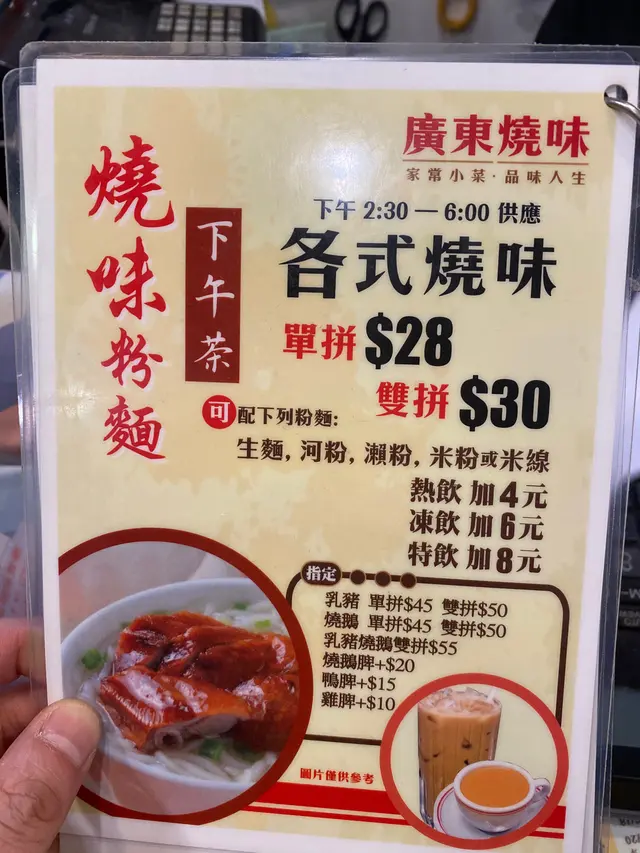 廣東燒味
家常小菜·品味人生
燒味粉麵
下午茶
下午 2:30 — 6:00 供應
各式燒味
單拼 $28
雙拼 $30
可配下列粉麵:
生麵, 河粉, 瀨粉, 米粉或米線
熱飲 加4元
凍飲 加6元
特飲 加8元
指定
乳豬 單拼$45 雙拼$50
燒鵝 單拼$45 雙拼$50
乳豬燒鵝雙拼$55
燒鵝脾+$20
鴨脾+$15
雞脾+$10
圖片僅供參考